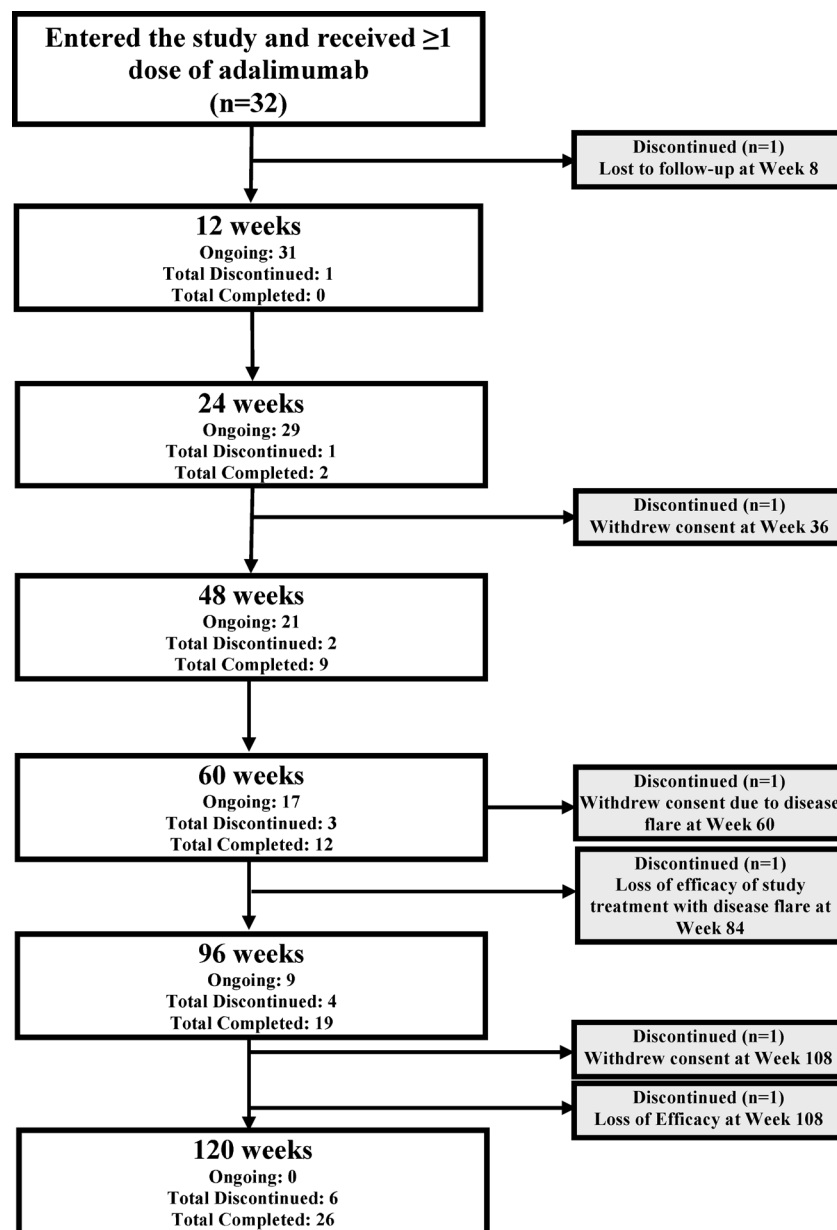 Entered the study and received ≥1
dose of adalimumab
(n=32)
Discontinued (n=1)
Lost to follow-up at Week 8
12 weeks
Ongoing: 31
Total Discontinued: 1
Total Completed: 0
24 weeks
Ongoing: 29
Total Discontinued: 1
Total Completed: 2
Discontinued (n=1)
Withdrew consent at Week 36
48 weeks
Ongoing: 21
Total Discontinued: 2
Total Completed: 9
60 weeks
Ongoing: 17
Total Discontinued: 3
Total Completed: 12
Discontinued (n=1)
Withdrew consent due to disease
flare at Week 60
Discontinued (n=1)
Loss of efficacy of study
treatment with disease flare at
Week 84
96 weeks
Ongoing: 9
Total Discontinued: 4
Total Completed: 19
Discontinued (n=1)
Withdrew consent at Week 108
Discontinued (n=1)
Loss of Efficacy at Week 108
120 weeks
Ongoing: 0
Total Discontinued: 6
Total Completed: 26